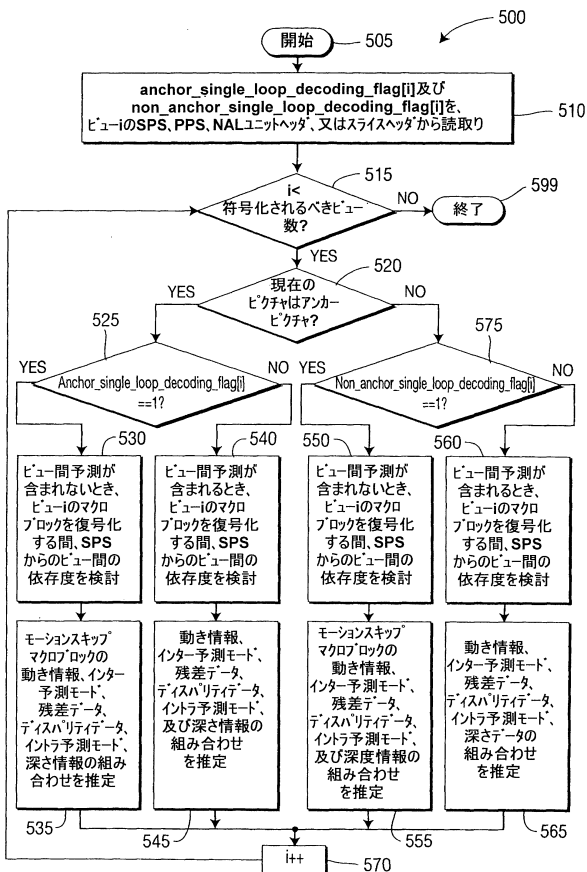 500
開始
505
anchor_single_loop_decoding_flag[i]及び
non_anchor_single_loop_decoding_flag[i]を、
ビューiのSPS、PPS、NALユニットヘッダ、又はスライスヘッダから読取り
510
515
i<
符号化されるべきビュー
数?
NO
599
終了
YES
520
現在の
ピクチャはアンカー
ピクチャ?
YES
NO
525
YES
Anchor_single_loop_decoding_flag[i]
==1?
NO
575
YES
Non_anchor_single_loop_decoding_flag[i]
==1?
NO
530
ビュー間予測が
含まれないとき、
ビューiのマクロ
ブロックを復号化
する間、SPS
からのビュー間の
依存度を検討
540
ビュー間予測が
含まれるとき、
ビューiのマクロ
ブロックを復号化
する間、SPS
からのビュー間の
依存度を検討
550
ビュー間予測が
含まれないとき、
ビューiのマクロ
ブロックを復号化
する間、SPS
からのビュー間の
依存度を検討
560
ビュー間予測が
含まれるとき、
ビューiのマクロ
ブロックを復号化
する間、SPS
からのビュー間の
依存度を検討
モーションスキップ
マクロブロックの
動き情報、インター
予測モード、
残差データ、
ディスパリティデータ、
イントラ予測モード、
深さ情報の組み
合わせを推定
535
動き情報、
インター予測モード、
残差データ、
ディスパリティデータ、
イントラ予測モード、
及び深さ情報の
組み合わせ
を推定
545
モーションスキップ
マクロブロックの
動き情報、
インター予測モード、
残差データ、
ディスパリティデータ、
イントラ予測モード、
及び深度情報の
組み合わせを推定
555
動き情報、
インター予測モード、
残差データ、
ディスパリティデータ、
イントラ予測モード、
深さデータの
組み合わせ
を推定
565
i++
570